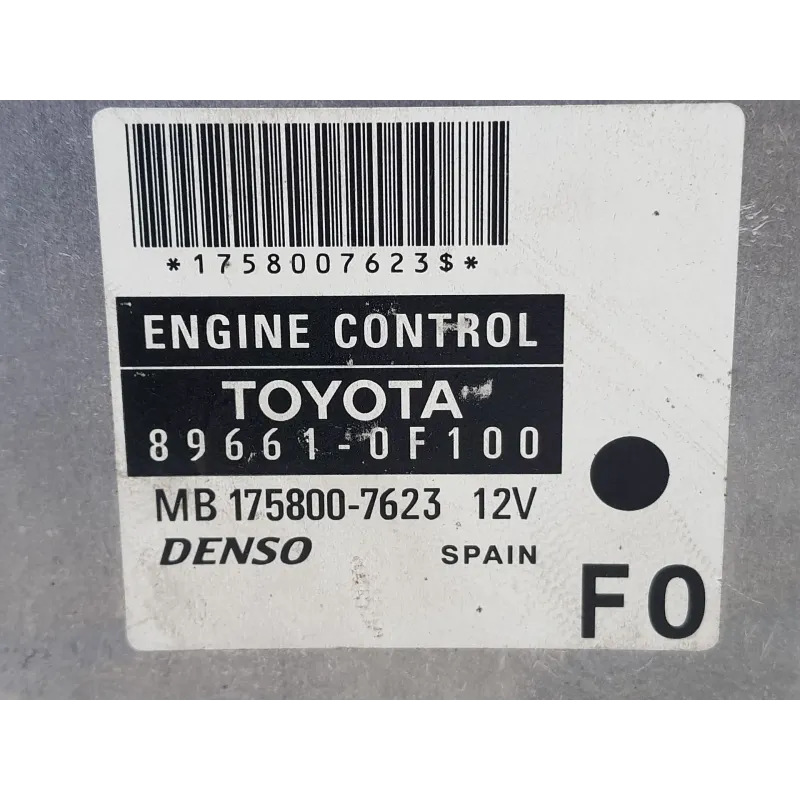 *1758007623$*
ENGINE CONTROL
TOYOTA
89661-0F100
MB 175800-7623 12V
DENSO SPAIN
F0